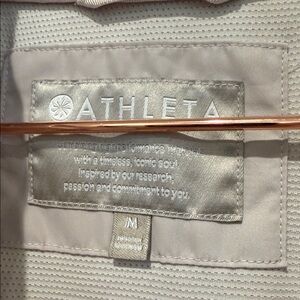 ATHLETA
with a timeless, iconic soul.
Inspired by our research,
passion and commitment to you.
M